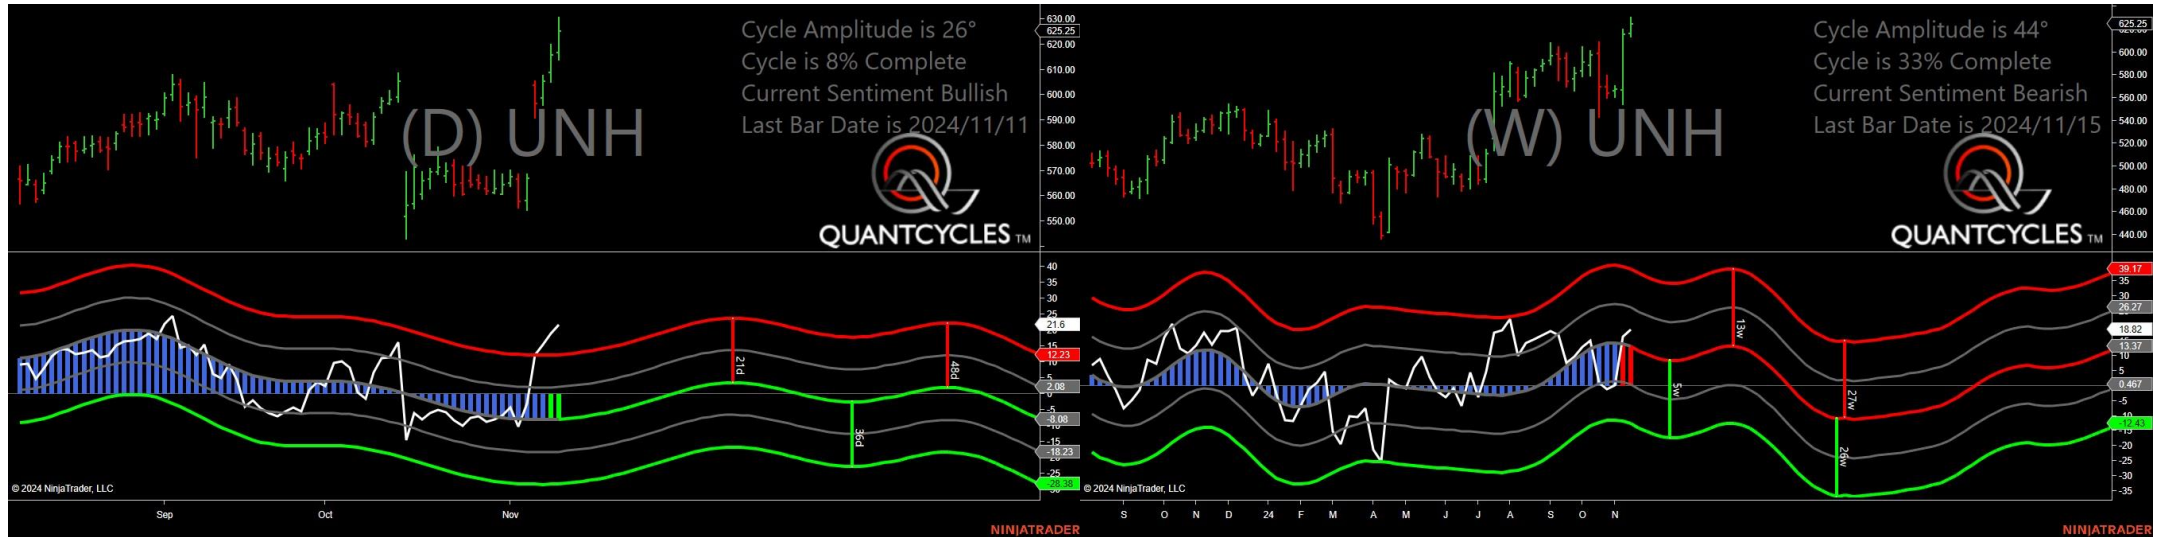 Cycle Amplitude is 26°
Cycle is 8% Complete
Current Sentiment Bullish
Last Bar Date is 2024/11/11
(D) UNH
QUANTCYCLES TM
630.00
625.25
620.00
610.00
600.00
590.00
580.00
570.00
560.00
550.00
40
35
30
25
21.6
15
12.23
2.08
-5
-8.08
-15
-18.23
-25
-28.38
21d
36d
48d
© 2024 NinjaTrader, LLC
Sep Oct Nov
NINJATRADER
Cycle Amplitude is 44°
Cycle is 33% Complete
Current Sentiment Bearish
Last Bar Date is 2024/11/15
(W) UNH
QUANTCYCLES TM
625.25
600.00
580.00
560.00
540.00
520.00
500.00
480.00
460.00
440.00
39.17
35
30
26.27
18.82
13.37
0.467
-5
-12.43
-20
-25
-30
-35
5w
13w
26w
27w
© 2024 NinjaTrader, LLC
S O N D 24 F M A M J J A S O N
NINJATRADER